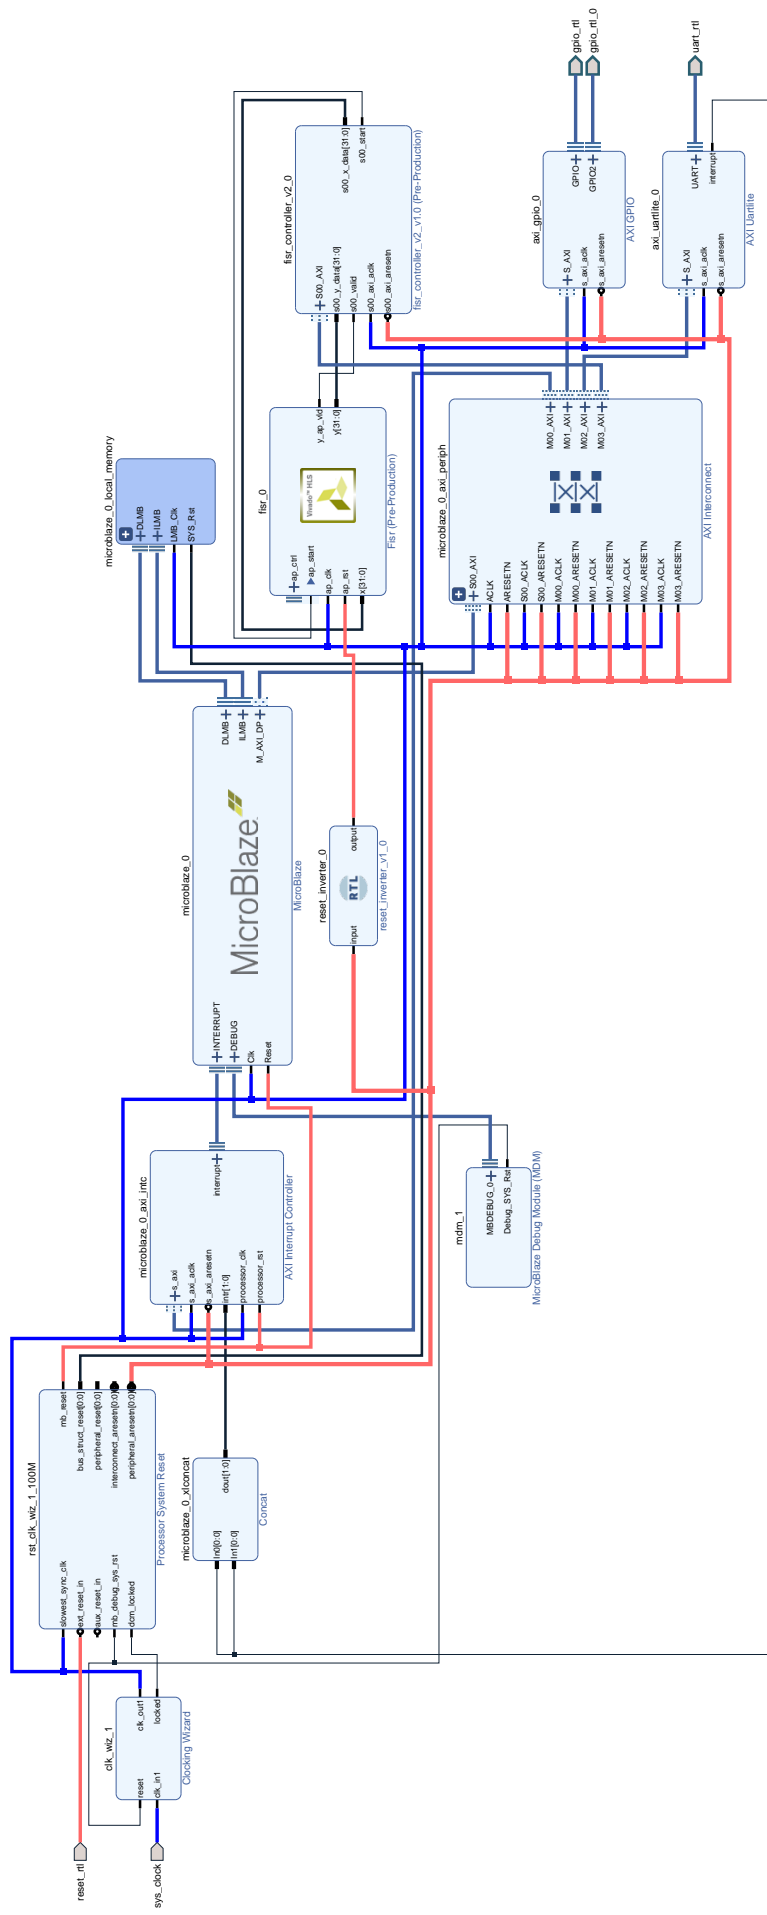 reset_rtl
sys_clock
clk_wiz_1
reset
clk_in1
clk_out1
locked
Clocking Wizard
rst_clk_wiz_1_100M
slowest_sync_clk
ext_reset_in
aux_reset_in
mb_debug_sys_rst
dcm_locked
mb_reset
bus_struct_reset[0:0]
peripheral_reset[0:0]
interconnect_aresetn[0:0]
peripheral_aresetn[0:0]
Processor System Reset
microblaze_0_xlconcat
In0[0:0]
In1[0:0]
dout[1:0]
Concat
microblaze_0_axi_intc
s_axi
s_axi_aclk
s_axi_aresetn
intr[1:0]
processor_clk
processor_rst
interrupt
AXI Interrupt Controller
mdm_1
MBDEBUG_0
Debug_SYS_Rst
MicroBlaze Debug Module (MDM)
microblaze_0
INTERRUPT
DEBUG
Clk
Reset
MicroBlaze
DLMB
ILMB
M_AXI_DP
MicroBlaze
reset_inverter_0
input
RTL
output
reset_inverter_v1_0
microblaze_0_local_memory
DLMB
ILMB
LMB_Clk
SYS_Rst
fisr_0
ap_ctrl
ap_start
ap_clk
ap_rst
x[31:0]
Vivado™ HLS
y_ap_vld
y[31:0]
Fisr (Pre-Production)
microblaze_0_axi_periph
S00_AXI
ACLK
ARESETN
S00_ACLK
S00_ARESETN
M00_ACLK
M00_ARESETN
M01_ACLK
M01_ARESETN
M02_ACLK
M02_ARESETN
M03_ACLK
M03_ARESETN
M00_AXI
M01_AXI
M02_AXI
M03_AXI
AXI Interconnect
fisr_controller_v2_0
S00_AXI
s00_y_data[31:0]
s00_valid
s00_axi_aclk
s00_axi_aresetn
s00_x_data[31:0]
s00_start
fisr_controller_v2_v1.0 (Pre-Production)
axi_gpio_0
S_AXI
s_axi_aclk
s_axi_aresetn
GPIO
GPIO2
AXI GPIO
axi_uartlite_0
S_AXI
s_axi_aclk
s_axi_aresetn
UART
interrupt
AXI Uartlite
gpio_rtl
gpio_rtl_0
uart_rtl